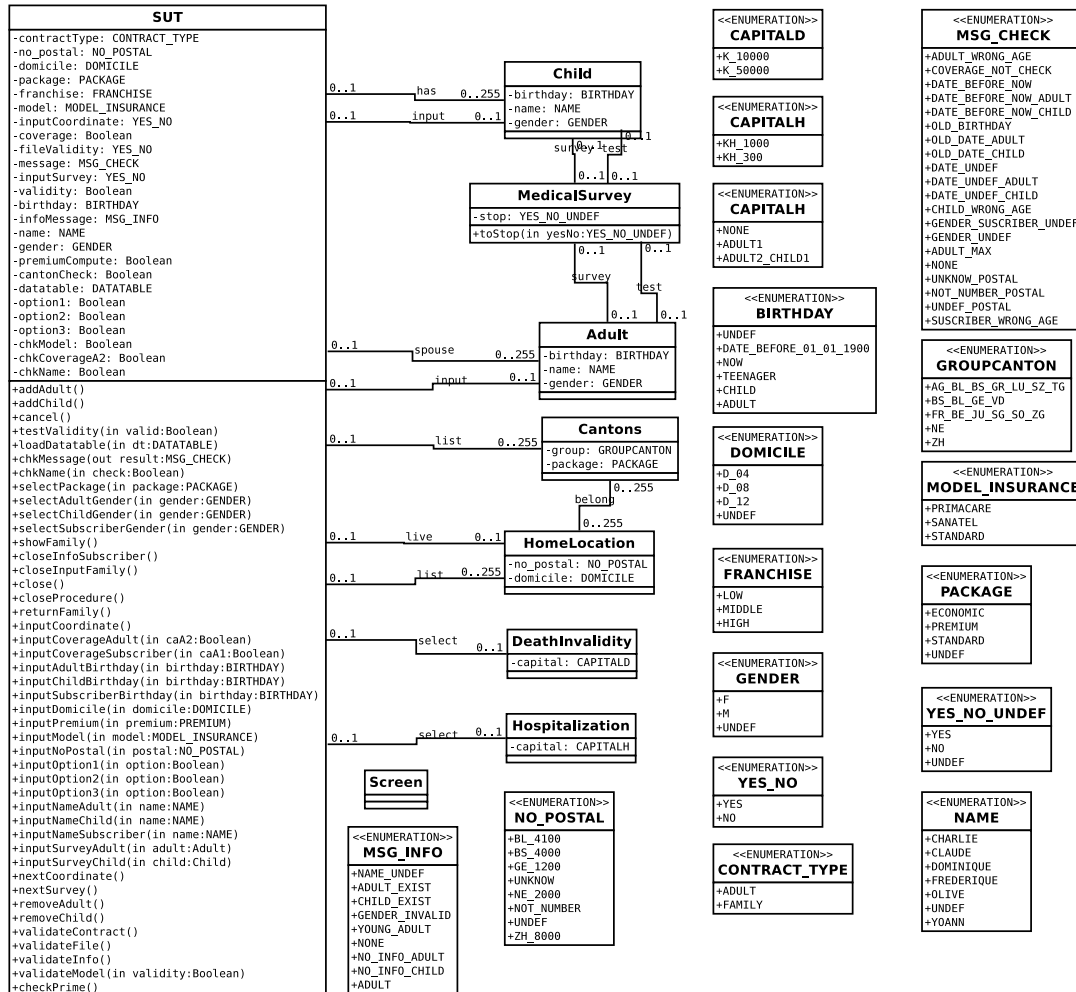 SUT
-contractType: CONTRACT_TYPE
-no_postal: NO_POSTAL
-domicile: DOMICILE
-package: PACKAGE
-franchise: FRANCHISE
-model: MODEL_INSURANCE
-inputCoordinate: YES_NO
-coverage: Boolean
-fileValidity: YES_NO
-message: MSG_CHECK
-inputSurvey: YES_NO
-validity: Boolean
-birthday: BIRTHDAY
-infoMessage: MSG_INFO
-name: NAME
-gender: GENDER
-premiumCompute: Boolean
-cantonCheck: Boolean
-datatable: DATATABLE
-option1: Boolean
-option2: Boolean
-option3: Boolean
-chkModel: Boolean
-chkCoverageA2: Boolean
-chkName: Boolean
+addAdult()
+addChild()
+cancel()
+testValidity(in valid:Boolean)
+loadDatatable(in dt:DATATABLE)
+chkMessage(out result:MSG_CHECK)
+chkName(in check:Boolean)
+selectPackage(in package:PACKAGE)
+selectAdultGender(in gender:GENDER)
+selectChildGender(in gender:GENDER)
+selectSubscriberGender(in gender:GENDER)
+showFamily()
+closeInfoSubscriber()
+closeInputFamily()
+close()
+closeProcedure()
+returnFamily()
+inputCoordinate()
+inputCoverageAdult(in caA2:Boolean)
+inputCoverageSubscriber(in caA1:Boolean)
+inputAdultBirthday(in birthday:BIRTHDAY)
+inputChildBirthday(in birthday:BIRTHDAY)
+inputSubscriberBirthday(in birthday:BIRTHDAY)
+inputDomicile(in domicile:DOMICILE)
+inputPremium(in premium:PREMIUM)
+inputModel(in model:MODEL_INSURANCE)
+inputNoPostal(in postal:NO_POSTAL)
+inputOption1(in option:Boolean)
+inputOption2(in option:Boolean)
+inputOption3(in option:Boolean)
+inputNameAdult(in name:NAME)
+inputNameChild(in name:NAME)
+inputNameSubscriber(in name:NAME)
+inputSurveyAdult(in adult:Adult)
+inputSurveyChild(in child:Child)
+nextCoordinate()
+nextSurvey()
+removeAdult()
+removeChild()
+validateContract()
+validateFile()
+validateInfo()
+validateModel(in validity:Boolean)
+checkPrime()
0..1 has 0..255
0..1 input 0..1
Child
-birthday: BIRTHDAY
-name: NAME
-gender: GENDER
0..1
0..1
survey test
0..1 0..1
MedicalSurvey
-stop: YES_NO_UNDEF
+toStop(in yesNo:YES_NO_UNDEF)
0..1 0..1
survey
test
0..1 0..1
Adult
-birthday: BIRTHDAY
-name: NAME
-gender: GENDER
0..1 spouse 0..255
0..1 input 0..1
0..1 list 0..255
Cantons
-group: GROUPCANTON
-package: PACKAGE
0..255
belong
0..255
0..1 live 0..1
0..1 list 0..255
HomeLocation
-no_postal: NO_POSTAL
-domicile: DOMICILE
0..1 select 0..1
DeathInvalidity
-capital: CAPITALD
0..1 select 0..1
Hospitalization
-capital: CAPITALH
Screen
<<ENUMERATION>>
MSG_INFO
+NAME_UNDEF
+ADULT_EXIST
+CHILD_EXIST
+GENDER_INVALID
+YOUNG_ADULT
+NONE
+NO_INFO_ADULT
+NO_INFO_CHILD
+ADULT
<<ENUMERATION>>
NO_POSTAL
+BL_4100
+BS_4000
+GE_1200
+UNKNOW
+NE_2000
+NOT_NUMBER
+UNDEF
+ZH_8000
<<ENUMERATION>>
CAPITALD
+K_10000
+K_50000
<<ENUMERATION>>
CAPITALH
+KH_1000
+KH_300
<<ENUMERATION>>
CAPITALH
+NONE
+ADULT1
+ADULT2_CHILD1
<<ENUMERATION>>
BIRTHDAY
+UNDEF
+DATE_BEFORE_01_01_1900
+NOW
+TEENAGER
+CHILD
+ADULT
<<ENUMERATION>>
DOMICILE
+D_04
+D_08
+D_12
+UNDEF
<<ENUMERATION>>
FRANCHISE
+LOW
+MIDDLE
+HIGH
<<ENUMERATION>>
GENDER
+F
+M
+UNDEF
<<ENUMERATION>>
YES_NO
+YES
+NO
<<ENUMERATION>>
CONTRACT_TYPE
+ADULT
+FAMILY
<<ENUMERATION>>
MSG_CHECK
+ADULT_WRONG_AGE
+COVERAGE_NOT_CHECK
+DATE_BEFORE_NOW
+DATE_BEFORE_NOW_ADULT
+DATE_BEFORE_NOW_CHILD
+OLD_BIRTHDAY
+OLD_DATE_ADULT
+OLD_DATE_CHILD
+DATE_UNDEF
+DATE_UNDEF_ADULT
+DATE_UNDEF_CHILD
+CHILD_WRONG_AGE
+GENDER_SUSCRIBER_UNDEF
+GENDER_UNDEF
+ADULT_MAX
+NONE
+UNKNOW_POSTAL
+NOT_NUMBER_POSTAL
+UNDEF_POSTAL
+SUSCRIBER_WRONG_AGE
<<ENUMERATION>>
GROUPCANTON
+AG_BL_BS_GR_LU_SZ_TG
+BS_BL_GE_VD
+FR_BE_JU_SG_SO_ZG
+NE
+ZH
<<ENUMERATION>>
MODEL_INSURANCE
+PRIMACARE
+SANATEL
+STANDARD
<<ENUMERATION>>
PACKAGE
+ECONOMIC
+PREMIUM
+STANDARD
+UNDEF
<<ENUMERATION>>
YES_NO_UNDEF
+YES
+NO
+UNDEF
<<ENUMERATION>>
NAME
+CHARLIE
+CLAUDE
+DOMINIQUE
+FREDERIQUE
+OLIVE
+UNDEF
+YOANN